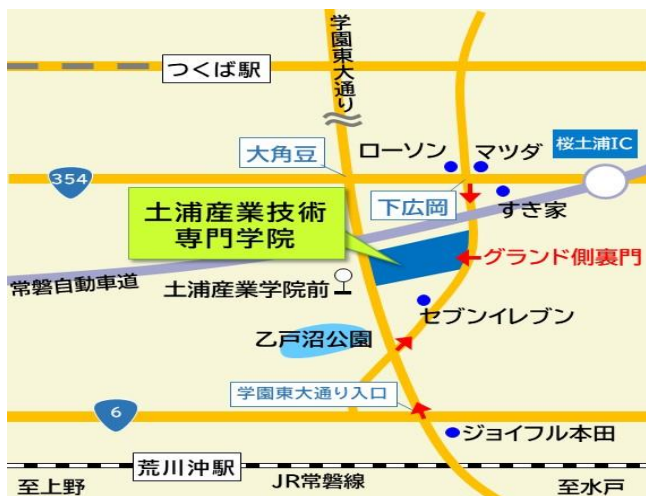 学園東大通り
つくば駅
ローソン
マツダ
桜土浦IC
大角豆
354
下広岡
すき家
土浦産業技術
専門学院
グランド側裏門
常磐自動車道
土浦産業学院前
セブンイレブン
乙戸沼公園
学園東大通り入口
6
ジョイフル本田
荒川沖駅
JR常磐線
至上野
至水戸